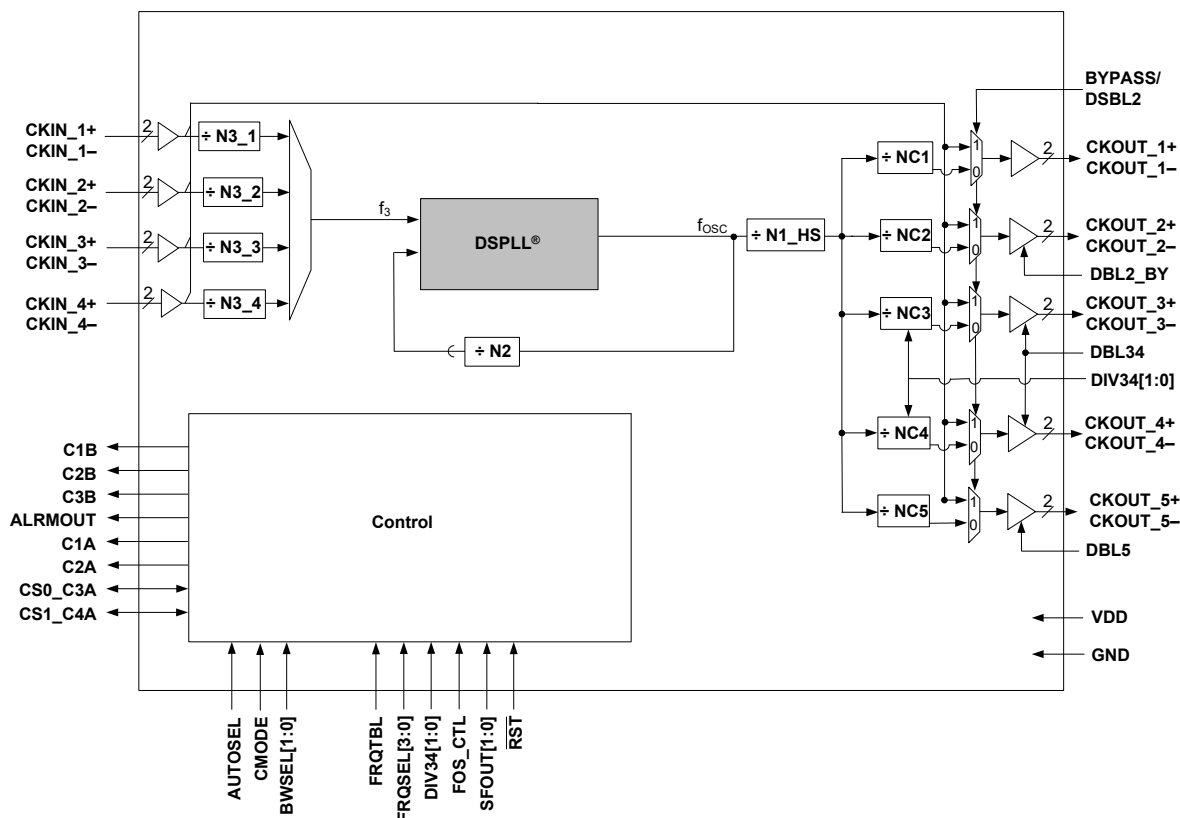 BYPASS/
DSBL2
CKIN_1+
CKIN_1–
2
÷ N3_1
CKIN_2+
CKIN_2–
2
÷ N3_2
CKIN_3+
CKIN_3–
2
÷ N3_3
CKIN_4+
CKIN_4–
2
÷ N3_4
f3
DSPLL®
fOSC
÷ N1_HS
÷ N2
÷ NC1
1
0
2
CKOUT_1+
CKOUT_1–
÷ NC2
1
0
2
CKOUT_2+
CKOUT_2–
DBL2_BY
÷ NC3
1
0
2
CKOUT_3+
CKOUT_3–
DBL34
DIV34[1:0]
÷ NC4
1
0
2
CKOUT_4+
CKOUT_4–
÷ NC5
1
0
2
CKOUT_5+
CKOUT_5–
DBL5
VDD
GND
C1B
C2B
C3B
ALRMOUT
C1A
C2A
CS0_C3A
CS1_C4A
Control
AUTOSEL
CMODE
BWSEL[1:0]
FRQTBL
FRQSEL[3:0]
DIV34[1:0]
FOS_CTL
SFOUT[1:0]
RST